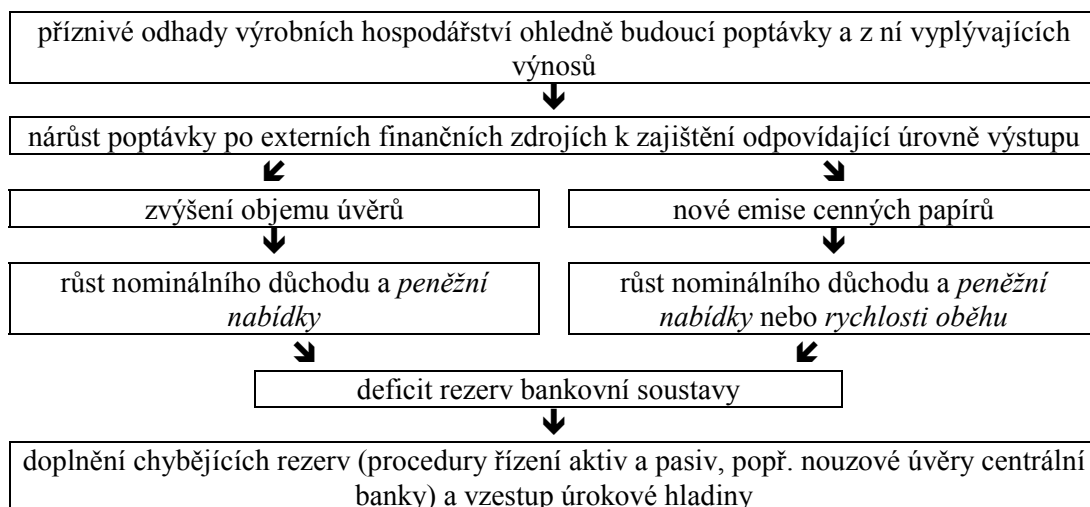 příznivé odhady výrobních hospodářství ohledně budoucí poptávky a z ní vyplývajících
výnosů
nárůst poptávky po externích finančních zdrojích k zajištění odpovídající úrovně výstupu
zvýšení objemu úvěrů
nové emise cenných papírů
růst nominálního důchodu a peněžní
nabídky
růst nominálního důchodu a peněžní
nabídky nebo rychlosti oběhu
deficit rezerv bankovní soustavy
doplnění chybějících rezerv (procedury řízení aktiv a pasiv, popř. nouzové úvěry centrální
banky) a vzestup úrokové hladiny